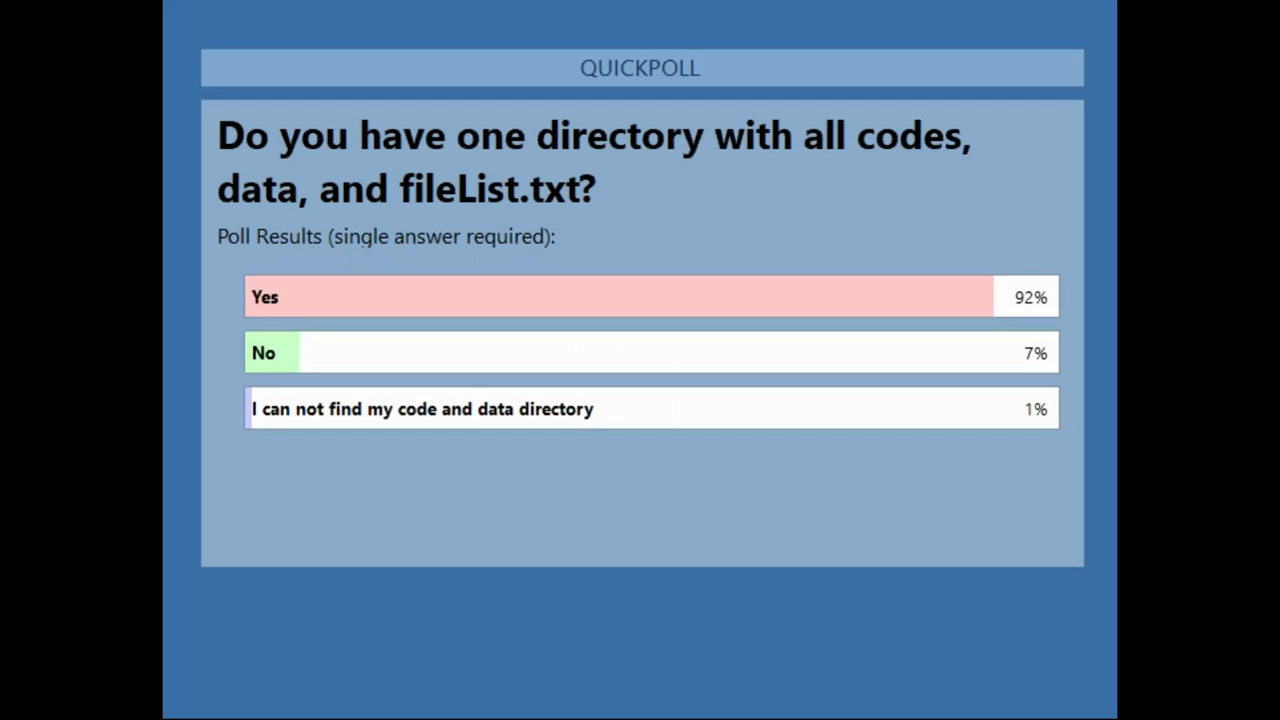 QUICKPOLL
Do you have one directory with all codes,
data, and fileList.txt?
Poll Results (single answer required):
Yes 92%
No 7%
I can not find my code and data directory 1%